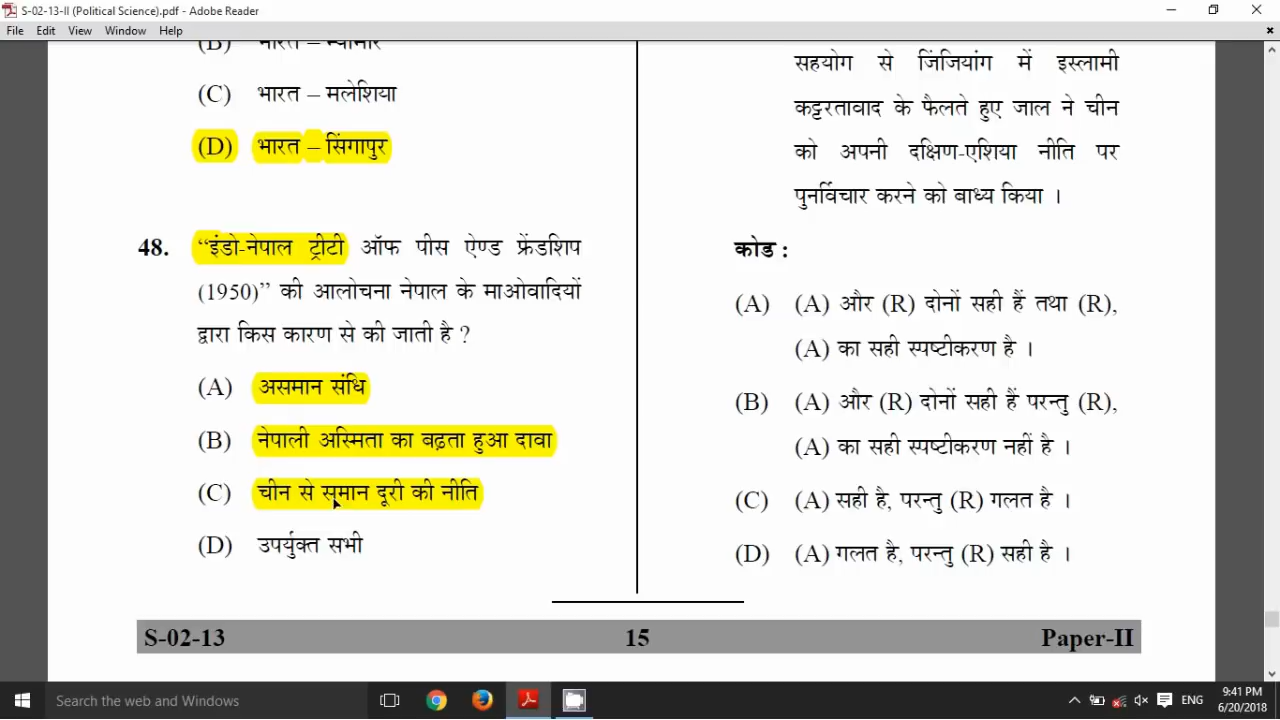 S-02-13-II (Political Science).pdf - Adobe Reader
File Edit View Window Help
(B) भारत – म्यांमार
(C) भारत – मलेशिया
(D) भारत – सिंगापुर
48. “इंडो-नेपाल ट्रीटी ऑफ पीस ऐण्ड फ्रेंडशिप
(1950)” की आलोचना नेपाल के माओवादियों
द्वारा किस कारण से की जाती है ?
(A) असमान संधि
(B) नेपाली अस्मिता का बढ़ता हुआ दावा
(C) चीन से समान दूरी की नीति
(D) उपर्युक्त सभी
सहयोग से जिंजियांग में इस्लामी
कट्टरतावाद के फैलते हुए जाल ने चीन
को अपनी दक्षिण-एशिया नीति पर
पुनर्विचार करने को बाध्य किया ।
कोड :
(A) (A) और (R) दोनों सही हैं तथा (R),
(A) का सही स्पष्टीकरण है ।
(B) (A) और (R) दोनों सही हैं परन्तु (R),
(A) का सही स्पष्टीकरण नहीं है ।
(C) (A) सही है, परन्तु (R) गलत है ।
(D) (A) गलत है, परन्तु (R) सही है ।
S-02-13 15 Paper-II
Search the web and Windows
ENG
9:41 PM
6/20/2018